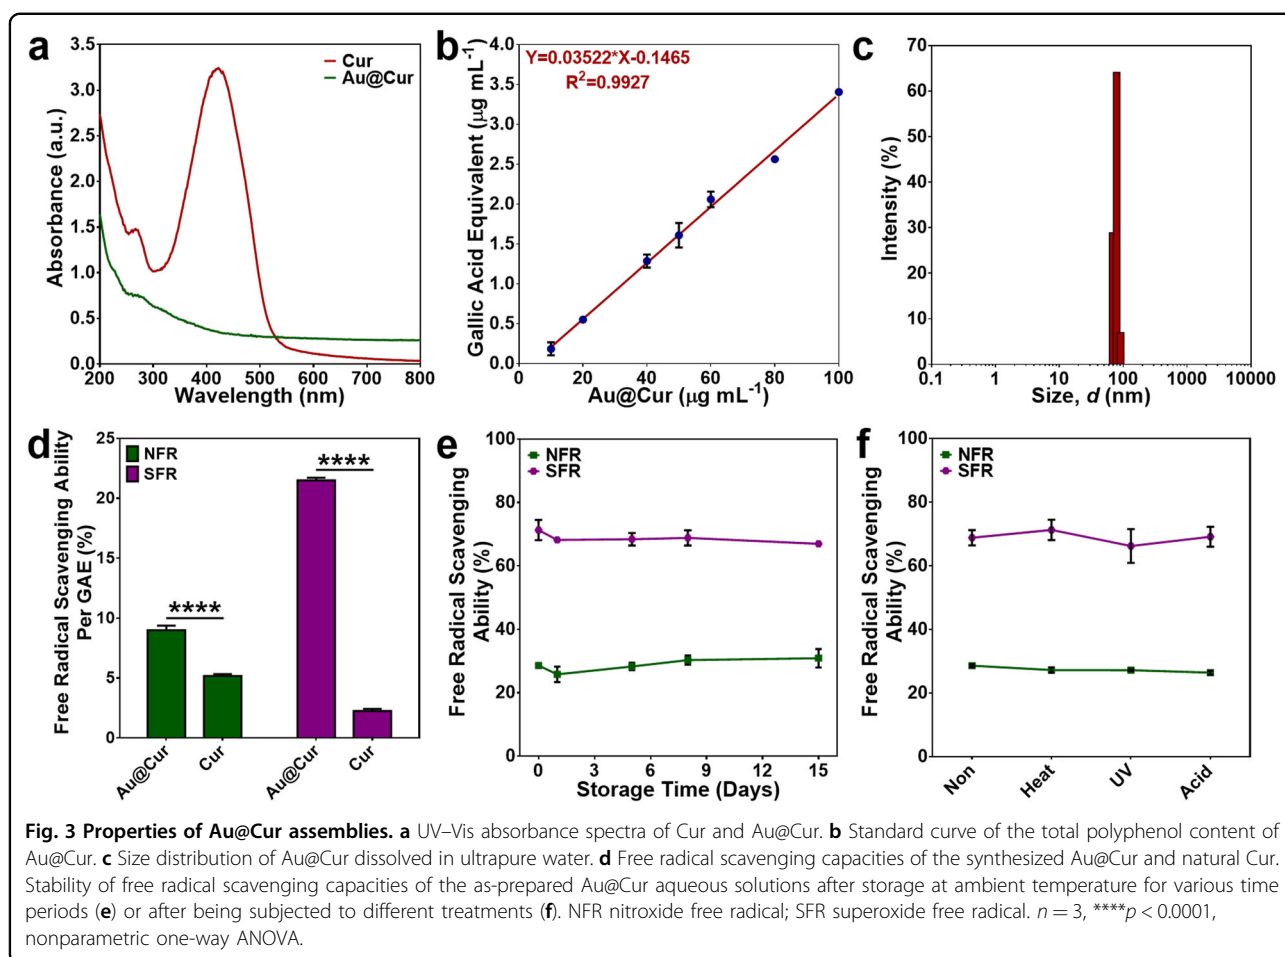 a
3.5
3.0
2.5
2.0
1.5
1.0
0.5
0.0
Absorbance (a.u.)
Cur
Au@Cur
200 300 400 500 600 700 800
Wavelength (nm)
b
4.0
3.5
3.0
2.5
2.0
1.5
1.0
0.5
0.0
Gallic Acid Equivalent (μg mL⁻¹)
Y=0.03522*X-0.1465
R²=0.9927
0 20 40 60 80 100
Au@Cur (μg mL⁻¹)
c
70
60
50
40
30
20
10
0
Intensity (%)
0.1 1 10 100 1000 10000
Size, d (nm)
d
25
20
15
10
5
0
Free Radical Scavenging Ability
Per GAE (%)
NFR
SFR
****
****
Au@Cur Cur Au@Cur Cur
e
100
80
60
40
20
0
Free Radical Scavenging
Ability (%)
NFR
SFR
0 3 6 9 12 15
Storage Time (Days)
f
100
80
60
40
20
0
Free Radical Scavenging
Ability (%)
NFR
SFR
Non Heat UV Acid
Fig. 3 Properties of Au@Cur assemblies. a UV–Vis absorbance spectra of Cur and Au@Cur. b Standard curve of the total polyphenol content of
Au@Cur. c Size distribution of Au@Cur dissolved in ultrapure water. d Free radical scavenging capacities of the synthesized Au@Cur and natural Cur.
Stability of free radical scavenging capacities of the as-prepared Au@Cur aqueous solutions after storage at ambient temperature for various time
periods (e) or after being subjected to different treatments (f). NFR nitroxide free radical; SFR superoxide free radical. n = 3, ****p < 0.0001,
nonparametric one-way ANOVA.